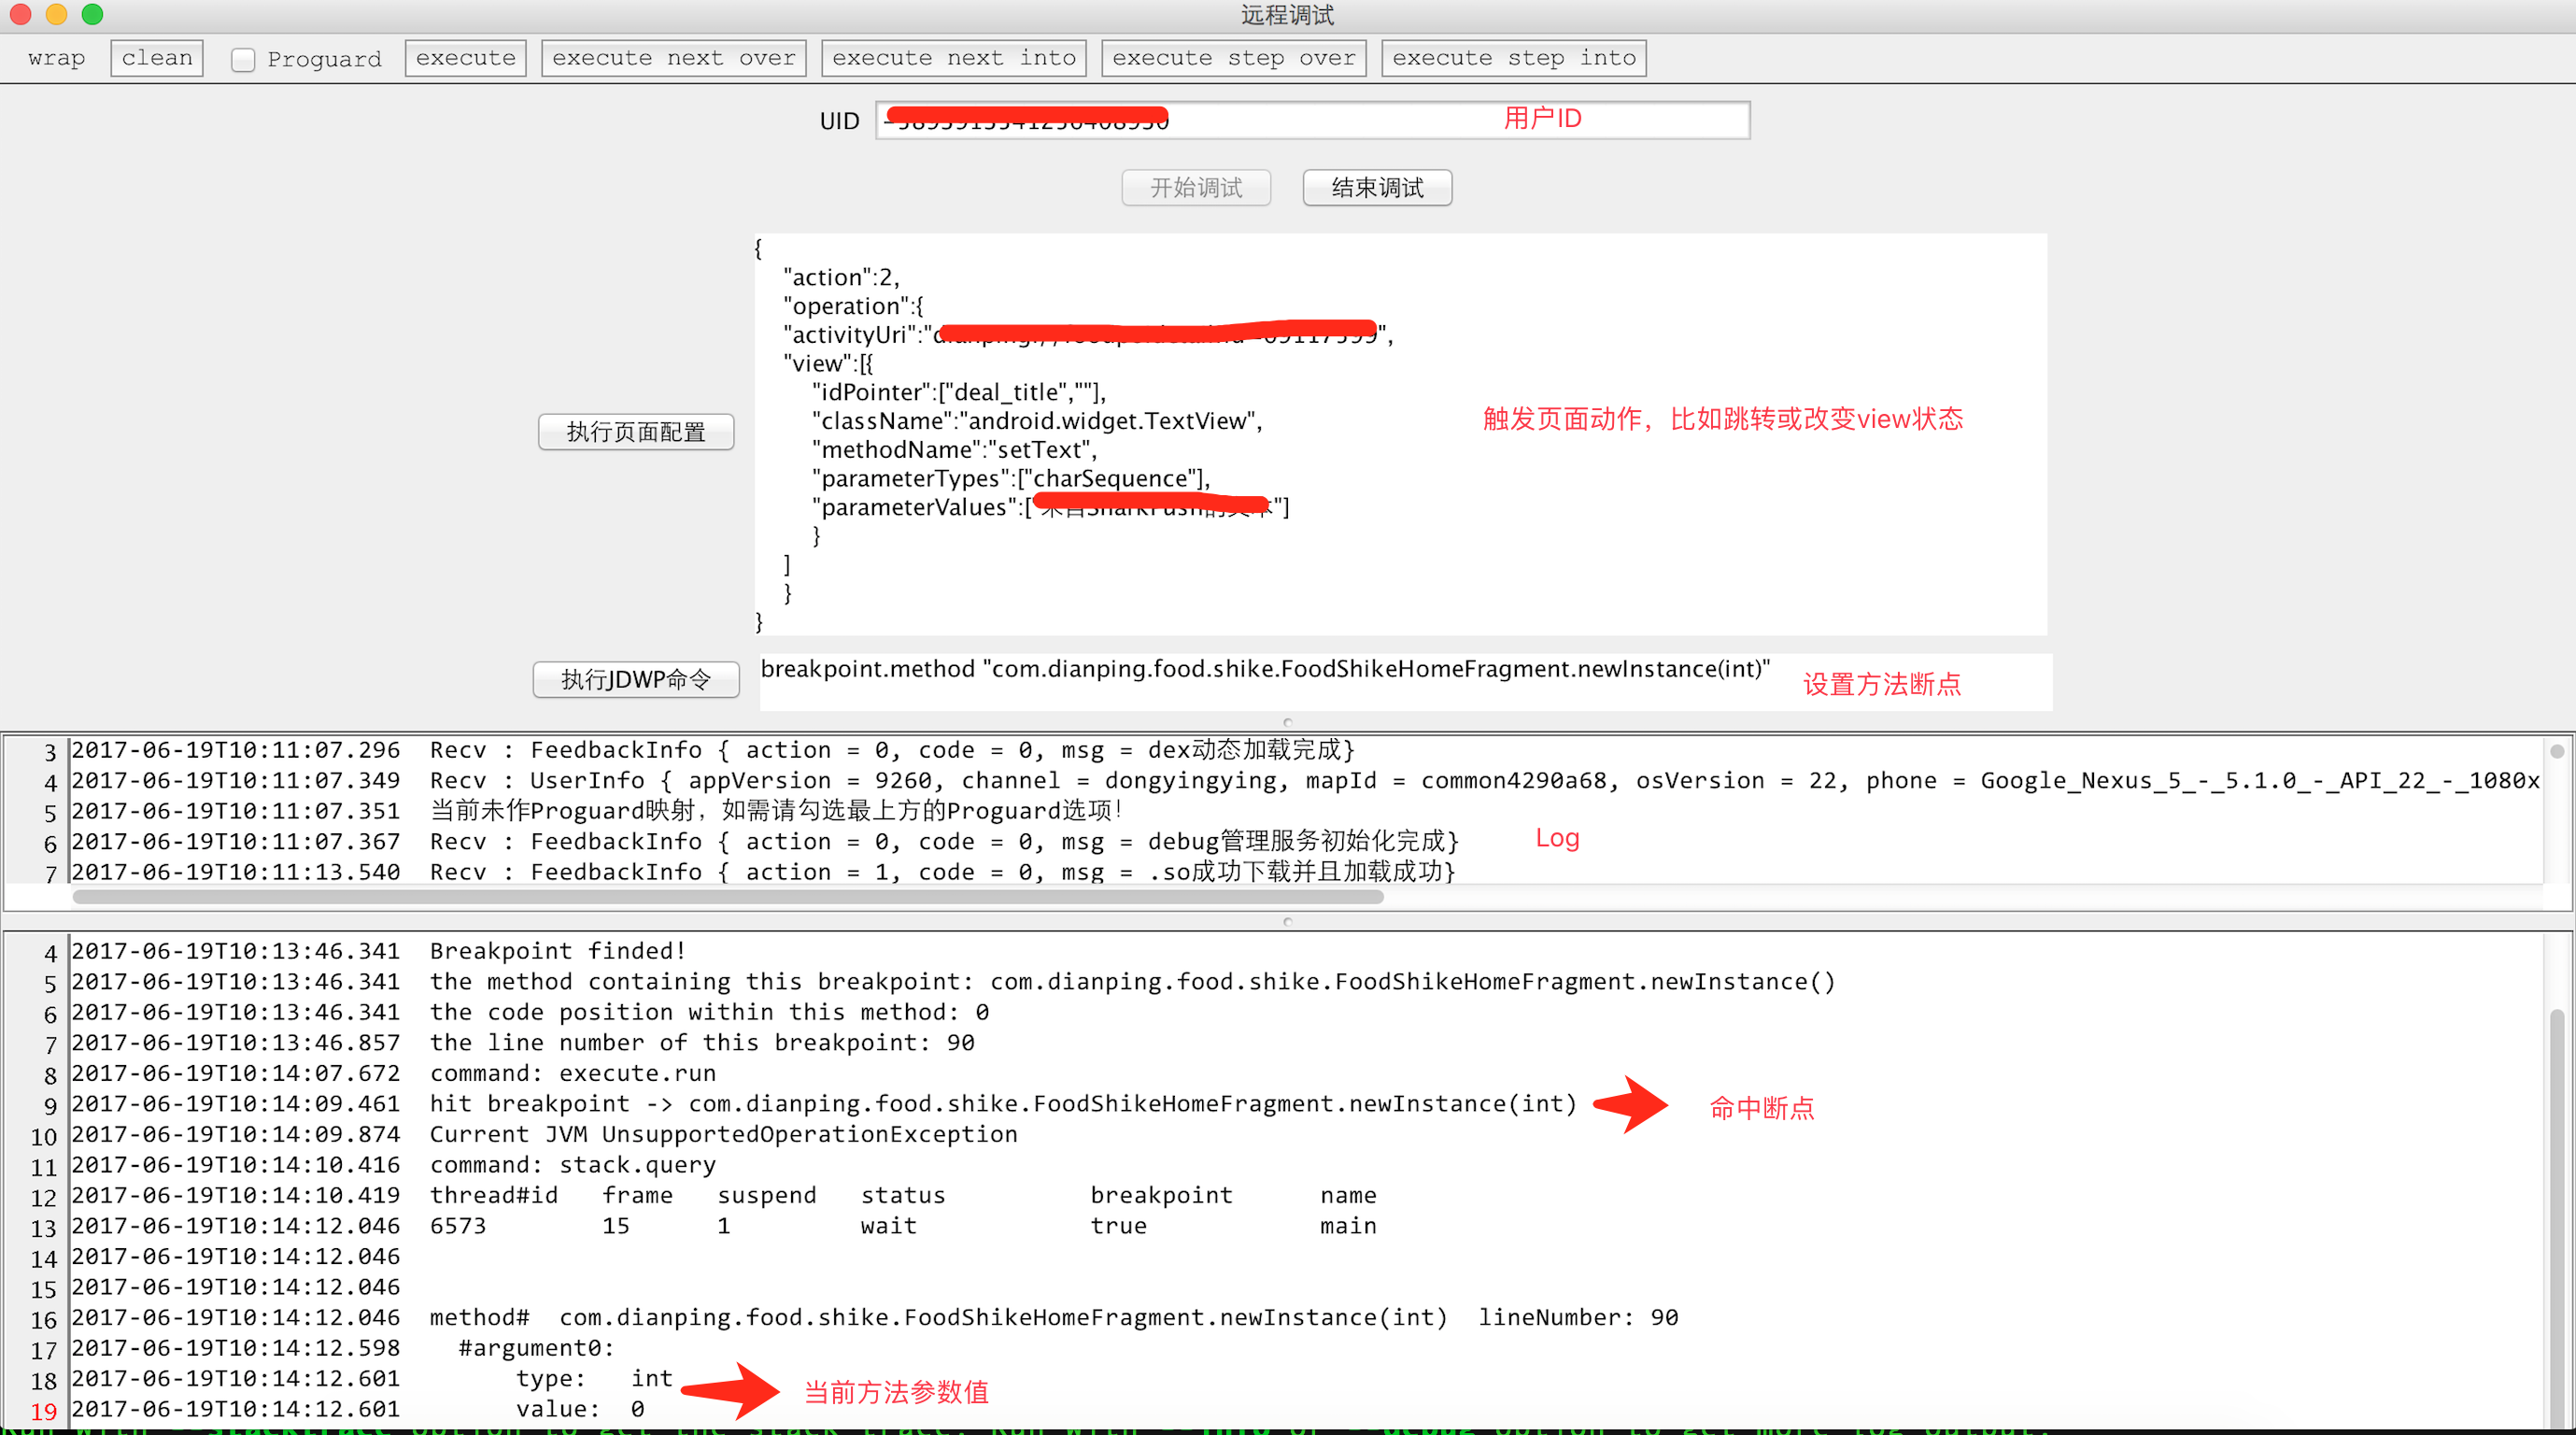 远程调试
wrap clean Proguard execute execute next over execute next into execute step over execute step into
UID 用户ID
开始调试 结束调试
{
"action":2,
"operation":{
"activityUri":" ",
"view":[{
"idPointer":["deal_title",""],
"className":"android.widget.TextView",
"methodName":"setText",
"parameterTypes":["charSequence"],
"parameterValues":[" "]
}
]
}
}
执行页面配置
触发页面动作，比如跳转或改变view状态
执行JDWP命令 breakpoint.method "com.dianping.food.shike.FoodShikeHomeFragment.newInstance(int)" 设置方法断点
3 2017-06-19T10:11:07.296 Recv : FeedbackInfo { action = 0, code = 0, msg = dex动态加载完成}
4 2017-06-19T10:11:07.349 Recv : UserInfo { appVersion = 9260, channel = dongyingying, mapId = common4290a68, osVersion = 22, phone = Google_Nexus_5_-_5.1.0_-_API_22_-_1080x
5 2017-06-19T10:11:07.351 当前未作Proguard映射，如需请勾选最上方的Proguard选项！
6 2017-06-19T10:11:07.367 Recv : FeedbackInfo { action = 0, code = 0, msg = debug管理服务初始化完成} Log
7 2017-06-19T10:11:13.540 Recv : FeedbackInfo { action = 1, code = 0, msg = .so成功下载并且加载成功}
4 2017-06-19T10:13:46.341 Breakpoint finded!
5 2017-06-19T10:13:46.341 the method containing this breakpoint: com.dianping.food.shike.FoodShikeHomeFragment.newInstance()
6 2017-06-19T10:13:46.341 the code position within this method: 0
7 2017-06-19T10:13:46.857 the line number of this breakpoint: 90
8 2017-06-19T10:14:07.672 command: execute.run
9 2017-06-19T10:14:09.461 hit breakpoint -> com.dianping.food.shike.FoodShikeHomeFragment.newInstance(int) 命中断点
10 2017-06-19T10:14:09.874 Current JVM UnsupportedOperationException
11 2017-06-19T10:14:10.416 command: stack.query
12 2017-06-19T10:14:10.419 thread#id frame suspend status breakpoint name
13 2017-06-19T10:14:12.046 6573 15 1 wait true main
14 2017-06-19T10:14:12.046
15 2017-06-19T10:14:12.046
16 2017-06-19T10:14:12.046 method# com.dianping.food.shike.FoodShikeHomeFragment.newInstance(int) lineNumber: 90
17 2017-06-19T10:14:12.598 #argument0:
18 2017-06-19T10:14:12.601 type: int 当前方法参数值
19 2017-06-19T10:14:12.601 value: 0